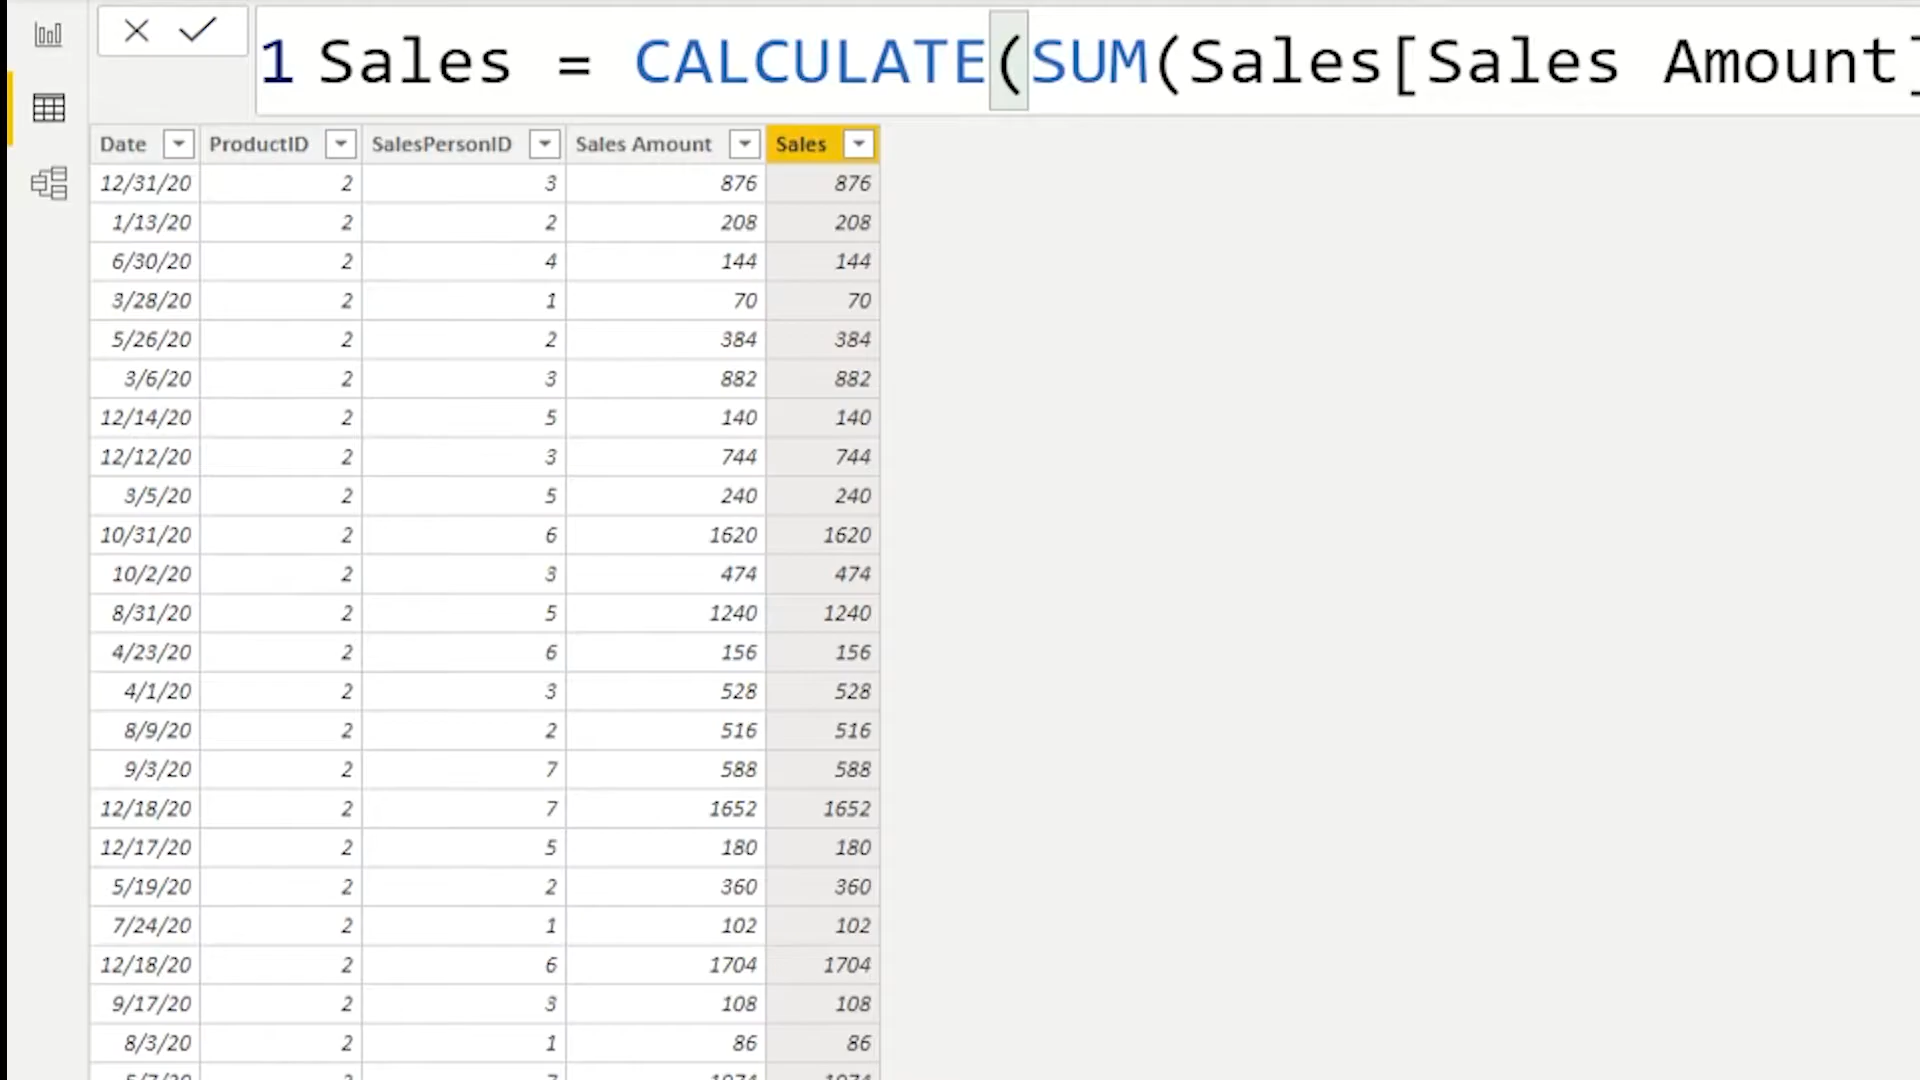 1 Sales = CALCULATE(SUM(Sales[Sales Amount]
Date ProductID SalesPersonID Sales Amount Sales
12/31/20 2 3 876 876
1/13/20 2 2 208 208
6/30/20 2 4 144 144
3/28/20 2 1 70 70
5/26/20 2 2 384 384
3/6/20 2 3 882 882
12/14/20 2 5 140 140
12/12/20 2 3 744 744
3/5/20 2 5 240 240
10/31/20 2 6 1620 1620
10/2/20 2 3 474 474
8/31/20 2 5 1240 1240
4/23/20 2 6 156 156
4/1/20 2 3 528 528
8/9/20 2 2 516 516
9/3/20 2 7 588 588
12/18/20 2 7 1652 1652
12/17/20 2 5 180 180
5/19/20 2 2 360 360
7/24/20 2 1 102 102
12/18/20 2 6 1704 1704
9/17/20 2 3 108 108
8/3/20 2 1 86 86